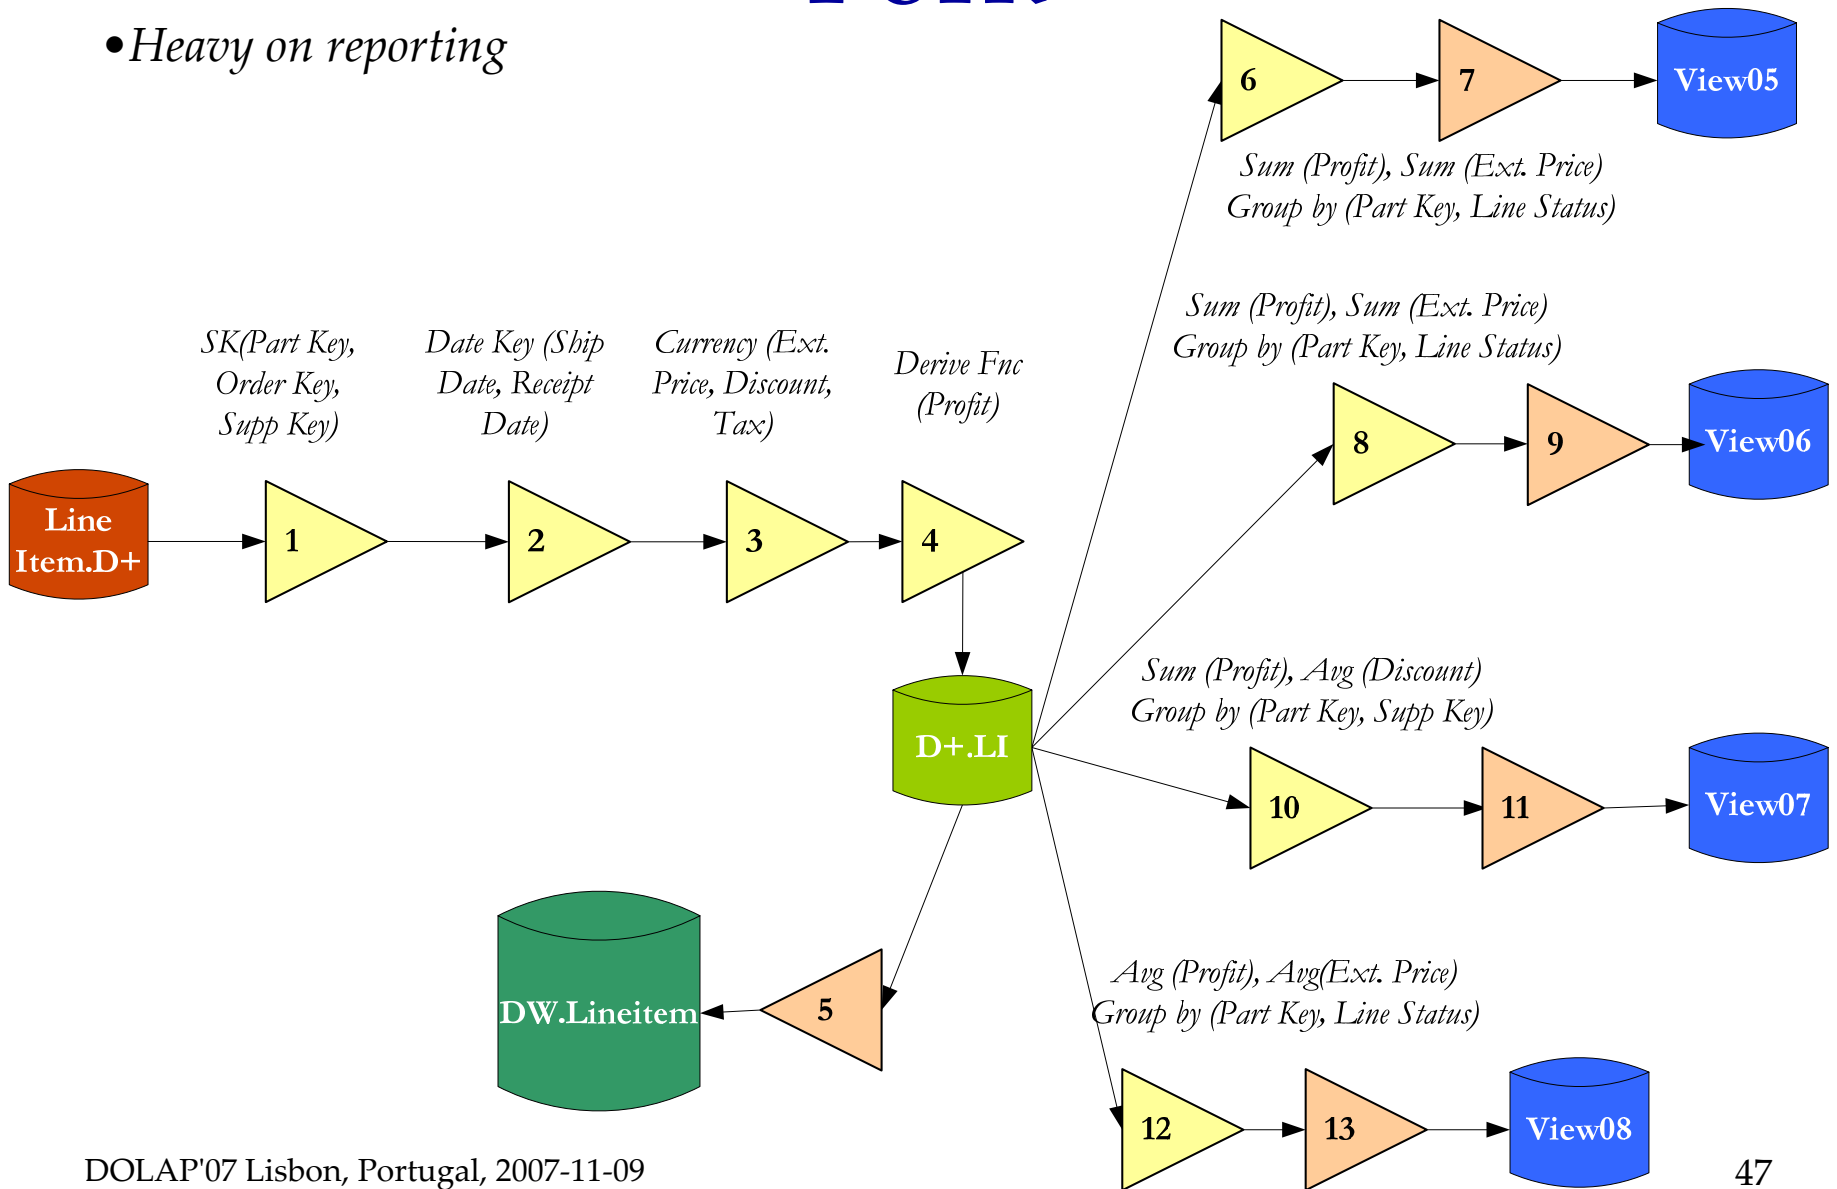 •Heavy on reporting
6
7
View05
Sum (Profit), Sum (Ext. Price)
Group by (Part Key, Line Status)
Sum (Profit), Sum (Ext. Price)
Group by (Part Key, Line Status)
8
9
View06
SK(Part Key,
Order Key,
Supp Key)
Date Key (Ship
Date, Receipt
Date)
Currency (Ext.
Price, Discount,
Tax)
Derive Fnc
(Profit)
Line
Item.D+
1
2
3
4
D+.LI
Sum (Profit), Avg (Discount)
Group by (Part Key, Supp Key)
10
11
View07
DW.Lineitem
5
Avg (Profit), Avg(Ext. Price)
Group by (Part Key, Line Status)
12
13
View08
DOLAP'07 Lisbon, Portugal, 2007-11-09
47